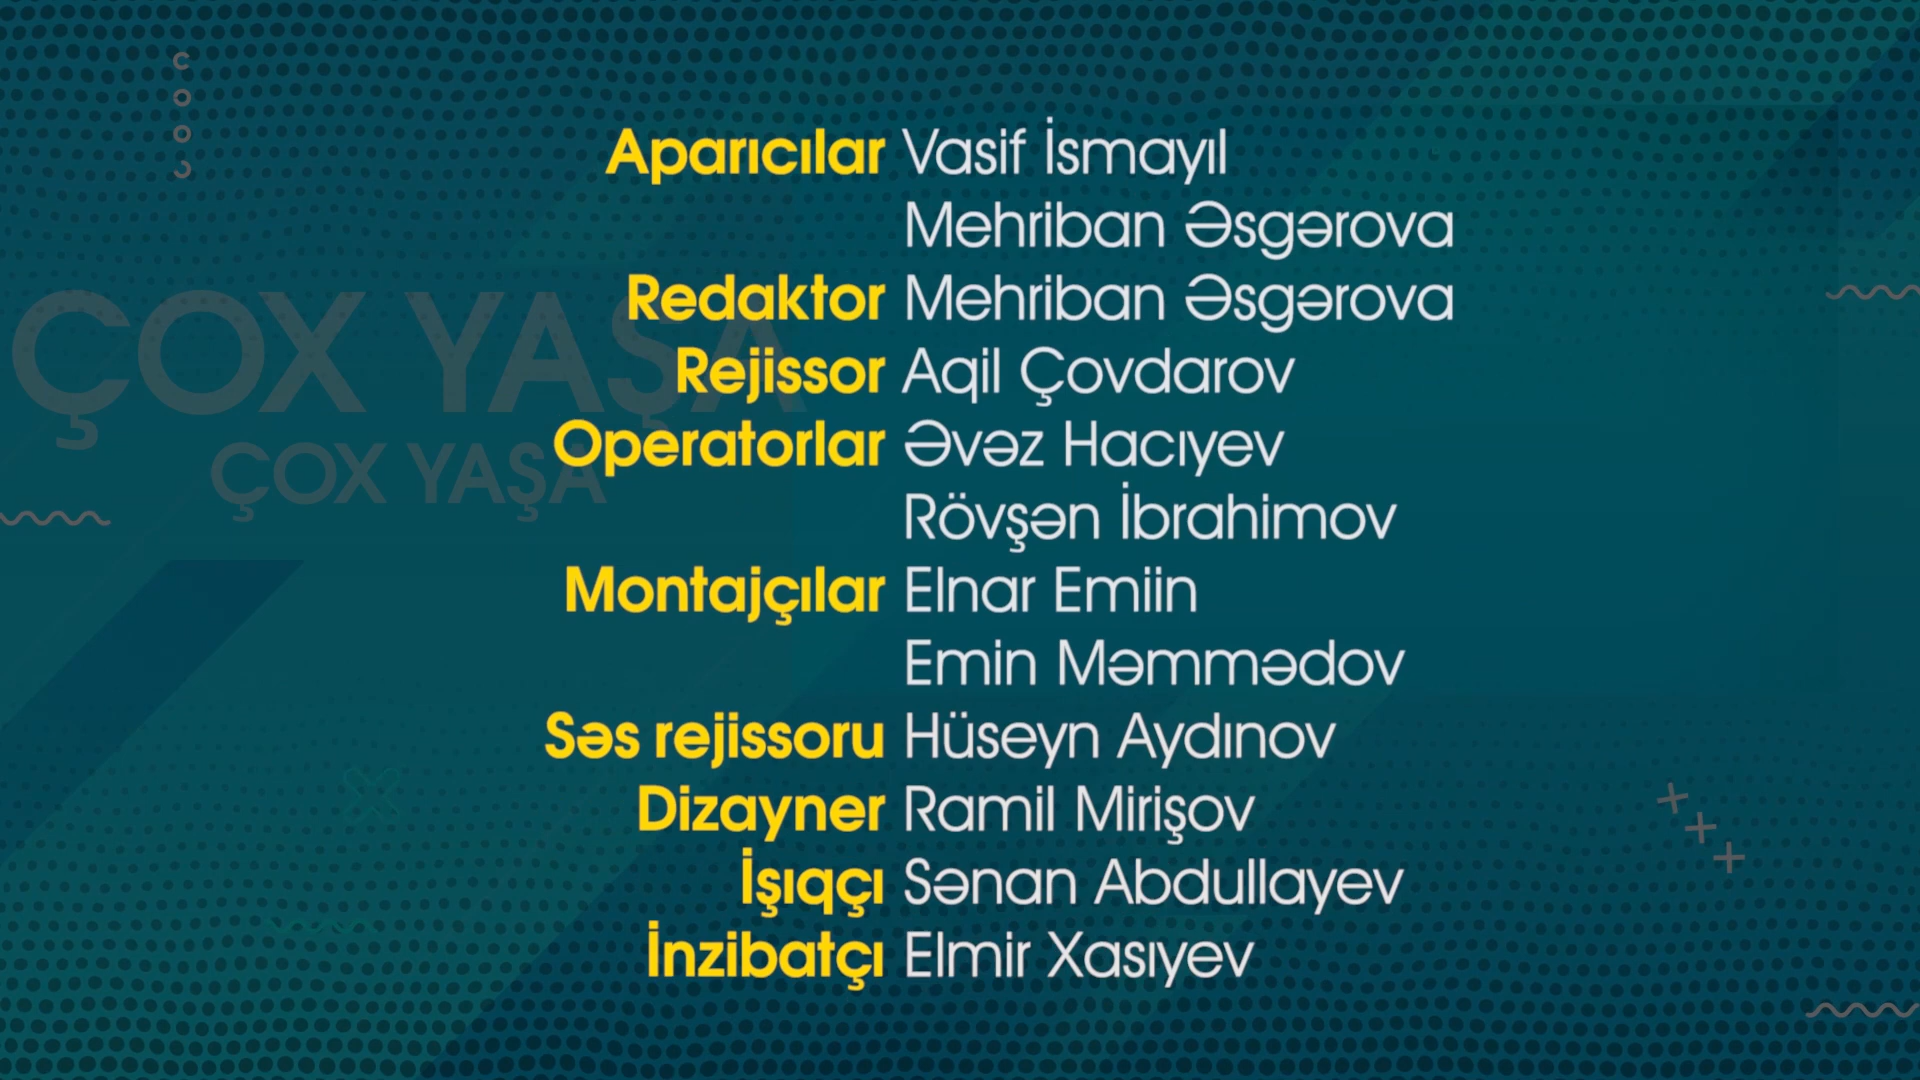 Aparıcılar Vasif İsmayıl
Mehriban Əsgərova
Redaktor Mehriban Əsgərova
ÇOX YAŞA
Rejissor Aqil Çovdarov
Operatorlar Əvəz Hacıyev
ÇOX YAŞA
Rövşən İbrahimov
Montajçılar Elnar Emiin
Emin Məmmədov
Səs rejissoru Hüseyn Aydınov
Dizayner Ramil Mirişov
İşıqçı Sənan Abdullayev
İnzibatçı Elmir Xasıyev